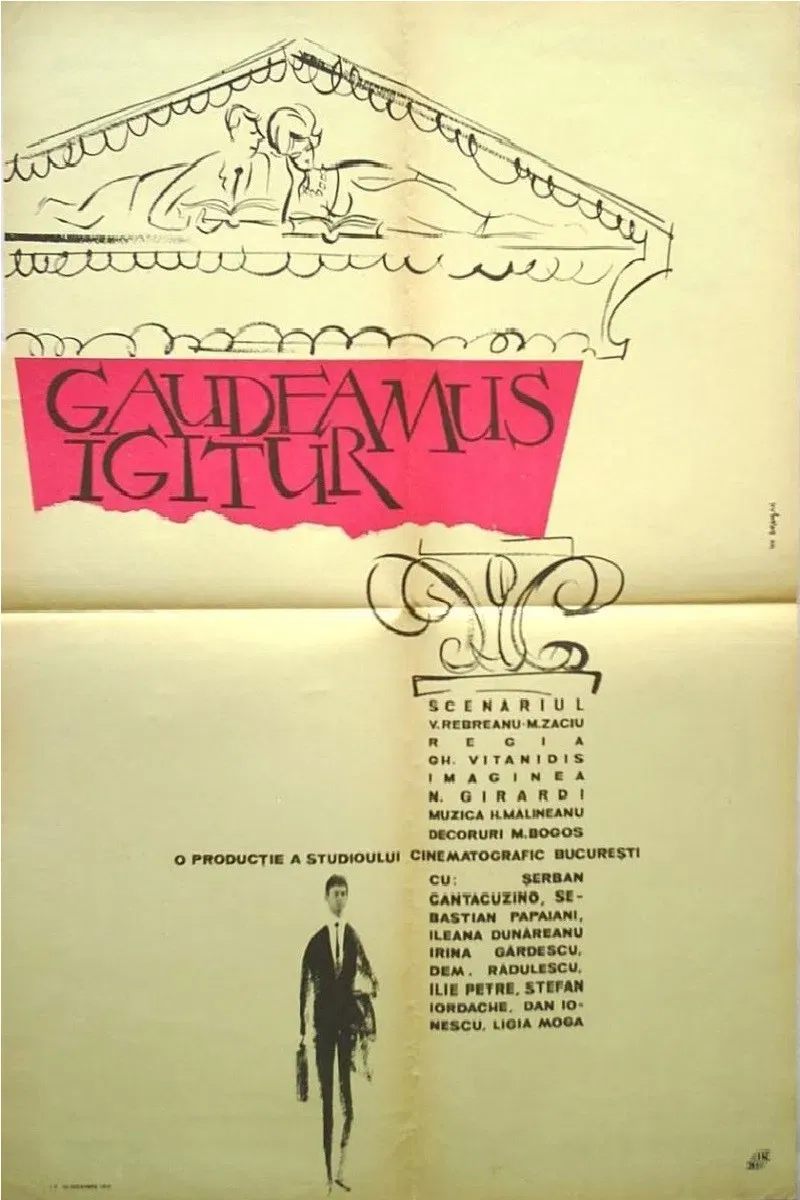 GAUDEAMUS
IGITUR
SCENARIUL
V. REBREANU·M.ZACIU
REGIA
GH. VITANIDIS
IMAGINEA
N. GIRARDI
MUZICA H.MĂLINEANU
DECORURI M.BOGOS
O PRODUCȚIE A STUDIOULUI CINEMATOGRAFIC BUCUREȘTI
CU: ȘERBAN
CANTACUZINO, SE-
BASTIAN PAPAIANI,
ILEANA DUNĂREANU
IRINA GĂRDESCU,
DEM. RĂDULESCU,
ILIE PETRE, ȘTEFAN
IORDACHE, DAN IO-
NESCU, LIGIA MOGA